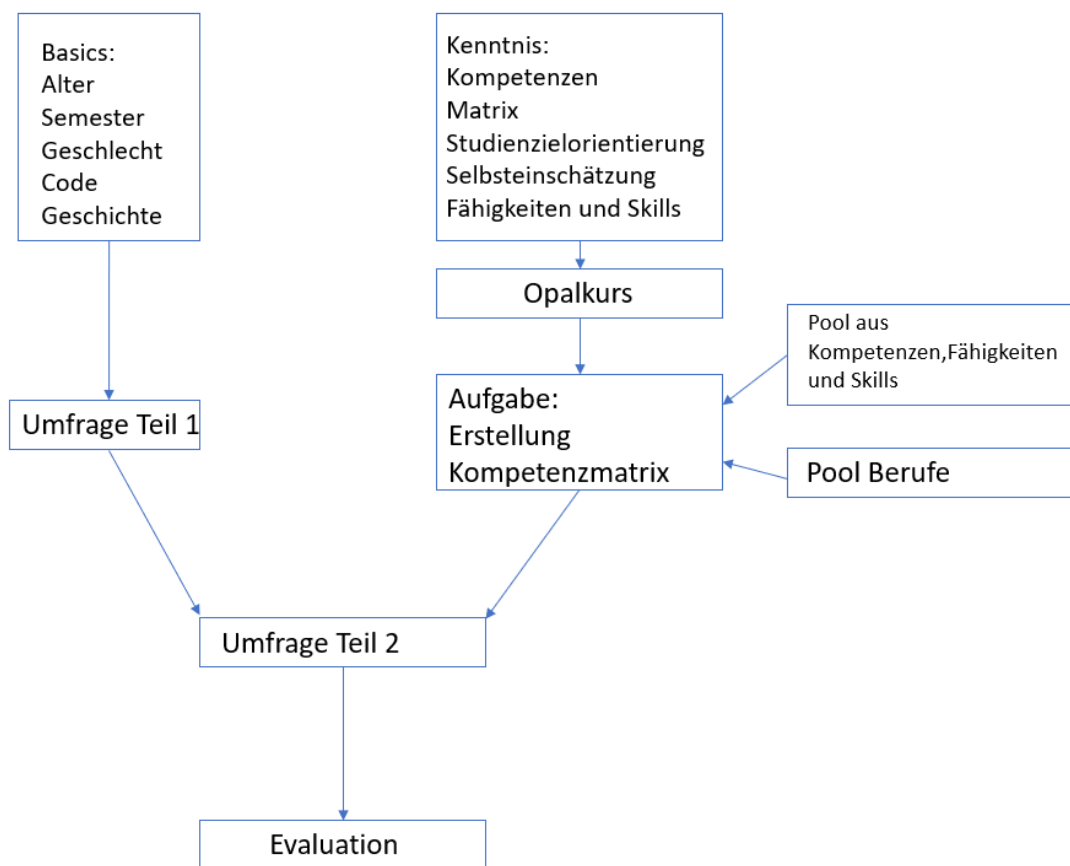 Basics:
Alter
Semester
Geschlecht
Code
Geschichte
Kenntnis:
Kompetenzen
Matrix
Studienzielorientierung
Selbsteinschätzung
Fähigkeiten und Skills
Opalkurs
Pool aus
Kompetenzen,Fähigkeiten
und Skills
Aufgabe:
Erstellung
Kompetenzmatrix
Umfrage Teil 1
Pool Berufe
Umfrage Teil 2
Evaluation